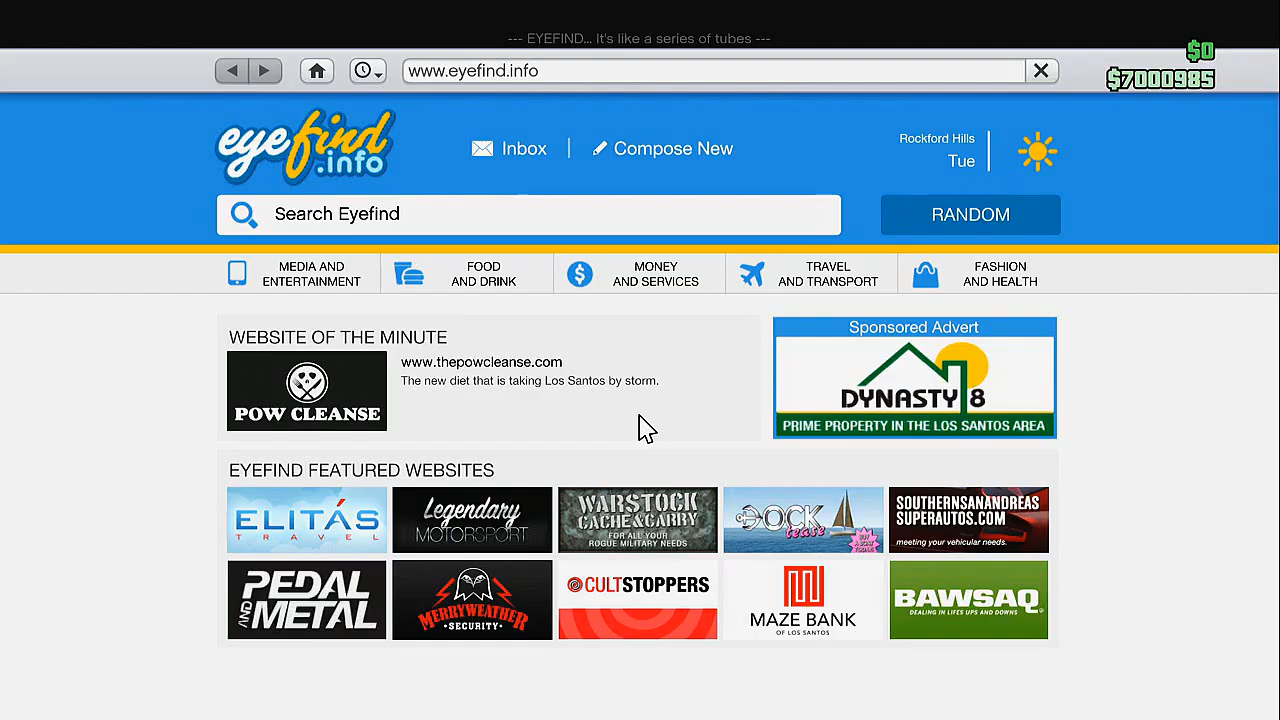 --- EYEFIND... It's like a series of tubes ---
$0
$7000985
www.eyefind.info
eyefind
.info
Inbox
Compose New
Rockford Hills
Tue
Search Eyefind
RANDOM
MEDIA AND
ENTERTAINMENT
FOOD
AND DRINK
MONEY
AND SERVICES
TRAVEL
AND TRANSPORT
FASHION
AND HEALTH
WEBSITE OF THE MINUTE
POW CLEANSE
www.thepowcleanse.com
The new diet that is taking Los Santos by storm.
Sponsored Advert
DYNASTY 8
PRIME PROPERTY IN THE LOS SANTOS AREA
EYEFIND FEATURED WEBSITES
ELITÁS
TRAVEL
Legendary
MOTORSPORT
WARSTOCK
CACHE & CARRY
FOR ALL YOUR
ROGUE MILITARY NEEDS
DOCK
tease
BUY
A BOAT
TODAY!
SOUTHERNSANANDREAS
SUPERAUTOS.COM
meeting your vehicular needs.
PEDAL
AND METAL
MERRYWEATHER
• SECURITY •
CULTSTOPPERS
MAZE BANK
OF LOS SANTOS
BAWSAQ
DEALING IN LIFE'S UPS AND DOWNS